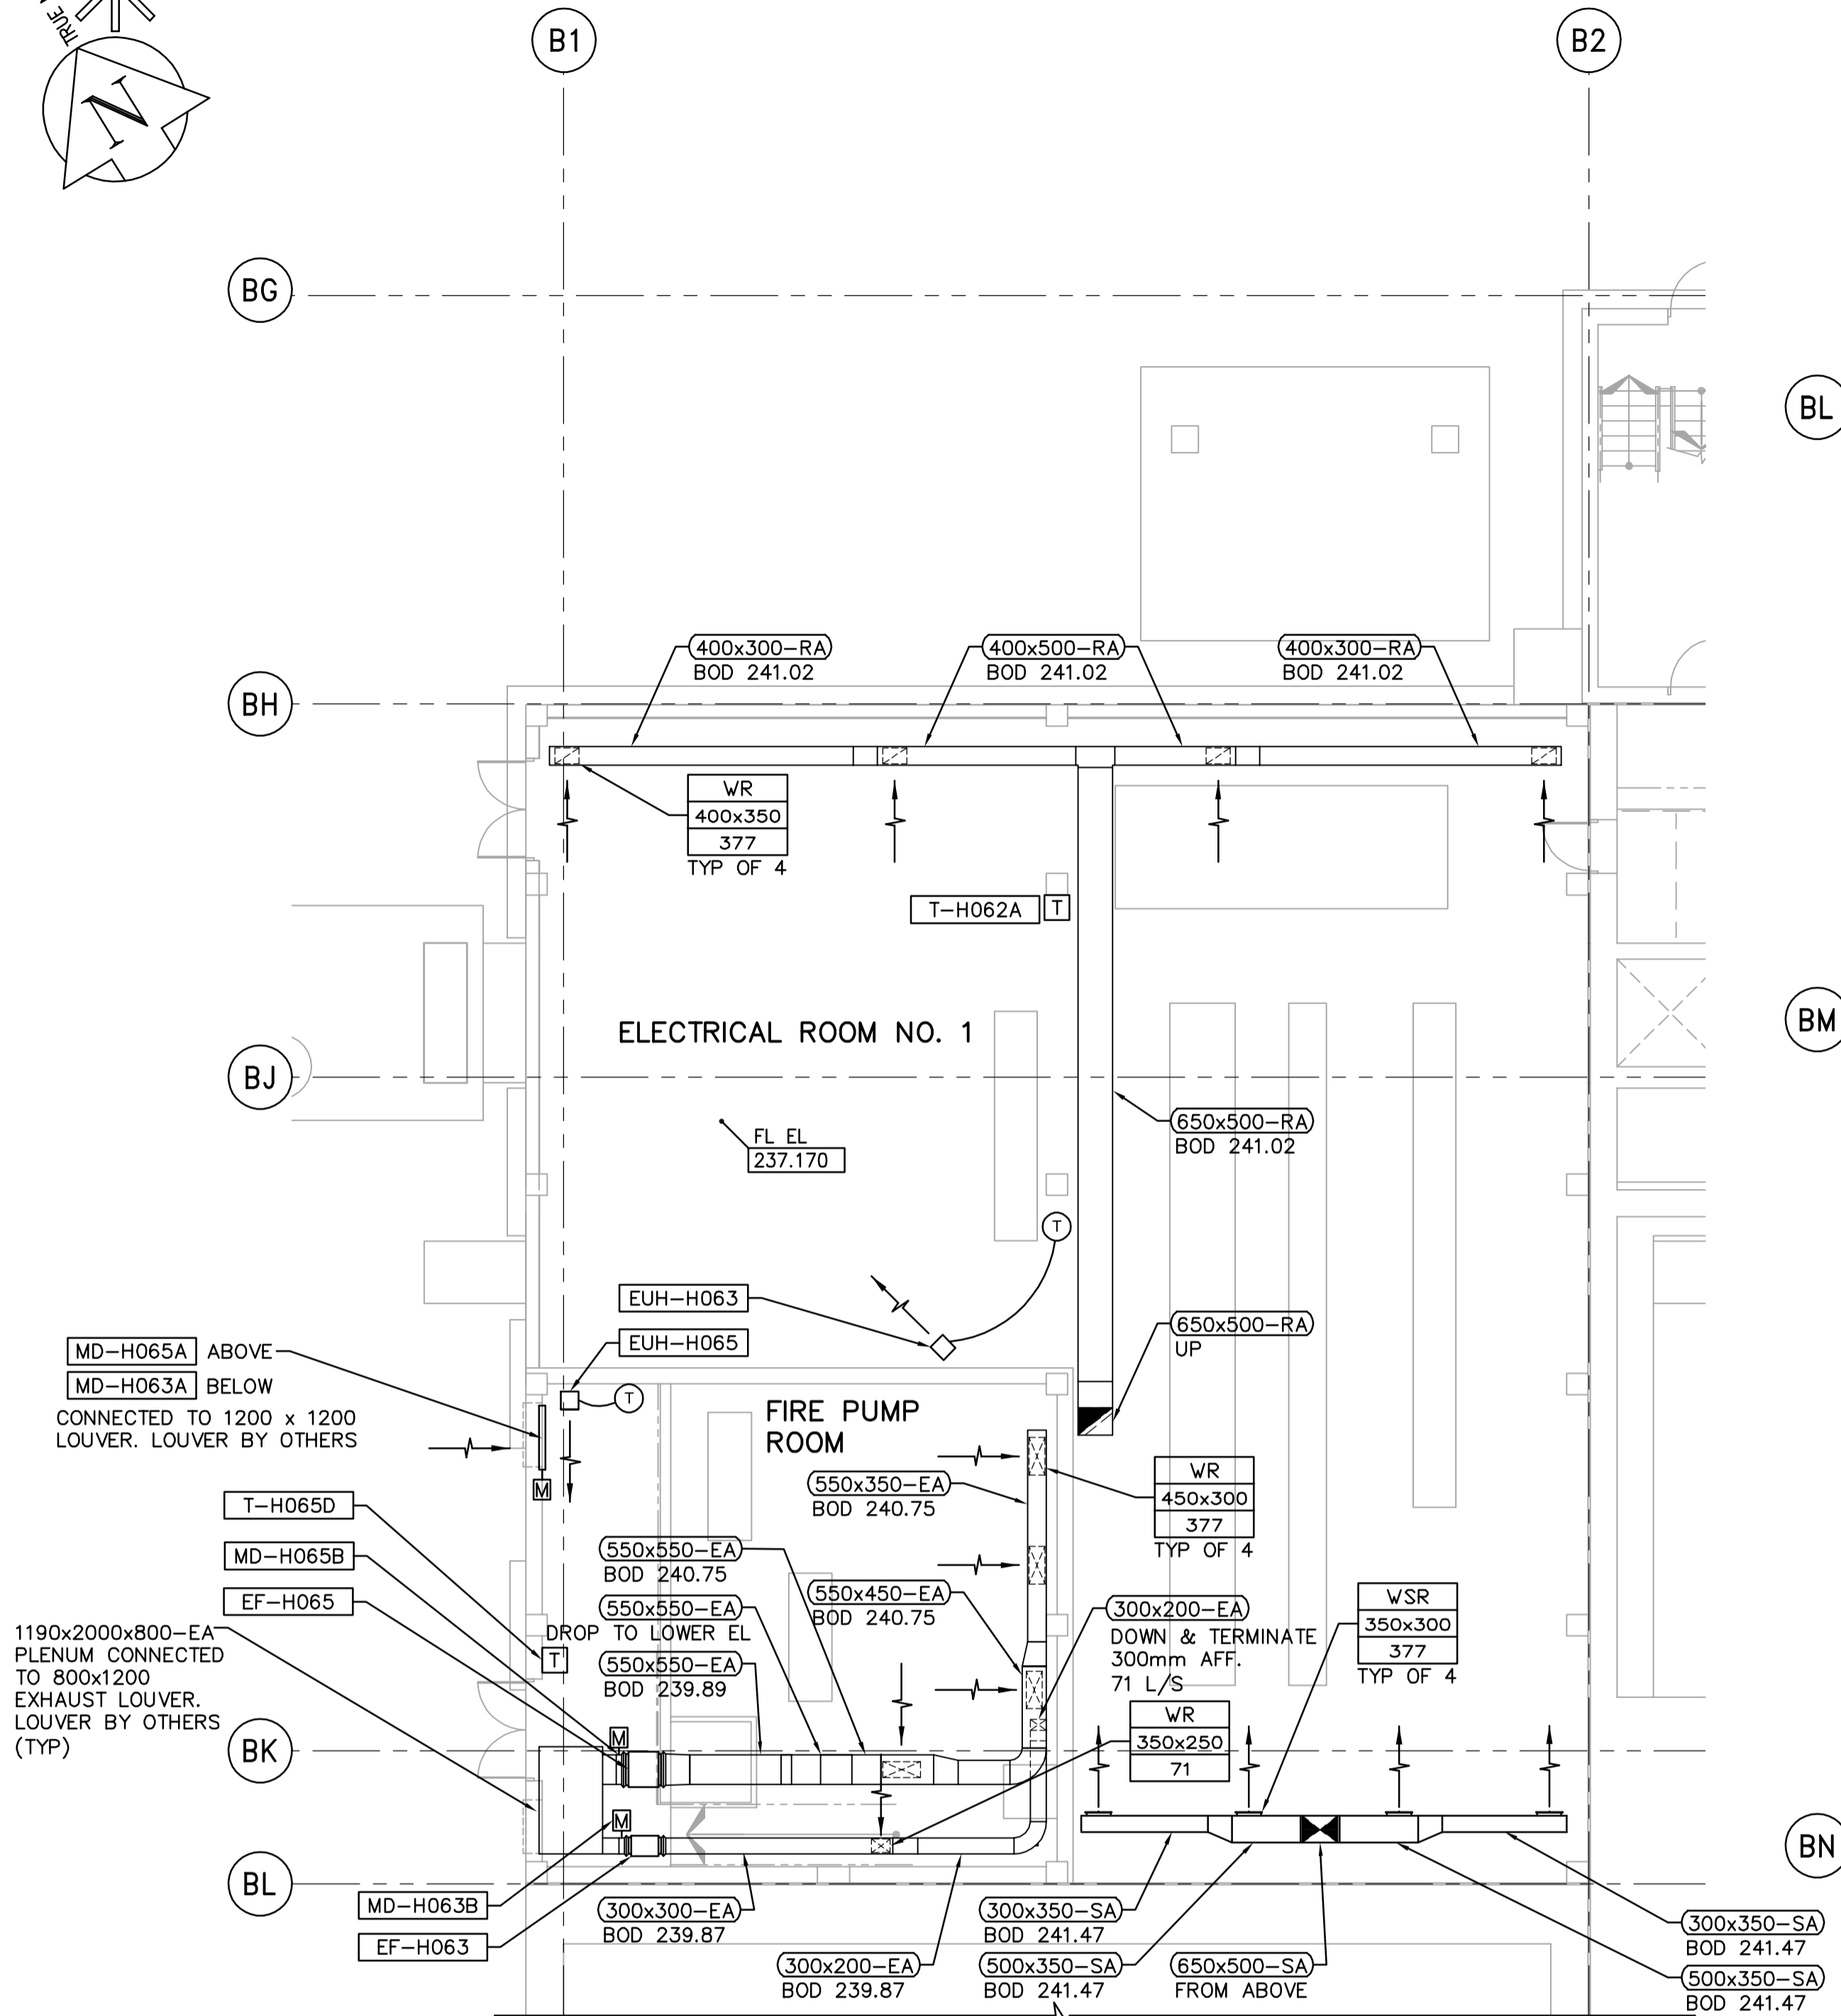 TRUE
N
B1
B2
BG
BL
400x300-RA
BOD 241.02
400x500-RA
BOD 241.02
400x300-RA
BOD 241.02
BH
WR
400x350
377
TYP OF 4
T-H062A
T
ELECTRICAL ROOM NO. 1
BM
BJ
650x500-RA
BOD 241.02
FL EL
237.170
T
EUH-H063
EUH-H065
650x500-RA
UP
MD-H065A ABOVE
MD-H063A BELOW
CONNECTED TO 1200 x 1200
LOUVER. LOUVER BY OTHERS
T
M
FIRE PUMP
ROOM
550x350-EA
BOD 240.75
WR
450x300
377
TYP OF 4
T-H065D
MD-H065B
EF-H065
550x550-EA
BOD 240.75
550x550-EA
DROP TO LOWER EL
550x550-EA
BOD 239.89
550x450-EA
BOD 240.75
300x200-EA
DOWN & TERMINATE
300mm AFF.
71 L/S
WSR
350x300
377
TYP OF 4
1190x2000x800-EA
PLENUM CONNECTED
TO 800x1200
EXHAUST LOUVER.
LOUVER BY OTHERS
(TYP)
T
WR
350x250
71
M
BK
M
BN
BL
MD-H063B
EF-H063
300x300-EA
BOD 239.87
300x200-EA
BOD 239.87
300x350-SA
BOD 241.47
500x350-SA
BOD 241.47
650x500-SA
FROM ABOVE
300x350-SA
BOD 241.47
500x350-SA
BOD 241.47